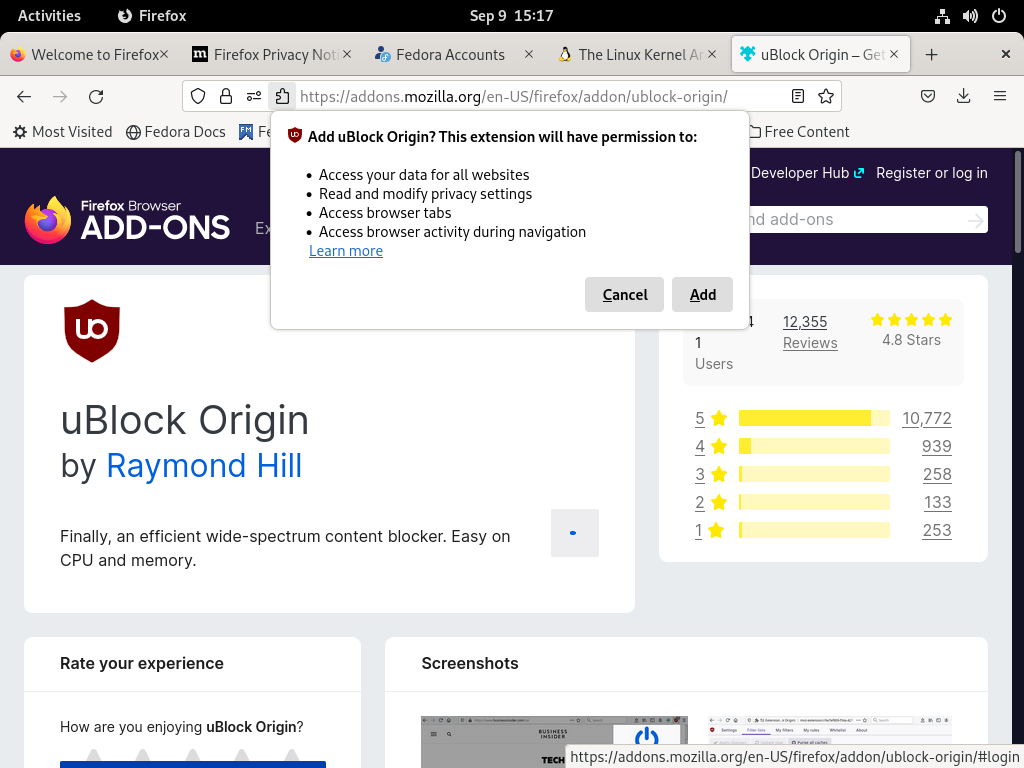 Activities Firefox Sep 9 15:17
Welcome to Firefox Firefox Privacy Noti Fedora Accounts The Linux Kernel Ar uBlock Origin – Get
https://addons.mozilla.org/en-US/firefox/addon/ublock-origin/
Most Visited Fedora Docs Fe Free Content
Add uBlock Origin? This extension will have permission to:
• Access your data for all websites
• Read and modify privacy settings
• Access browser tabs
• Access browser activity during navigation
Learn more
Cancel Add
Developer Hub Register or log in
Firefox Browser
ADD-ONS
Ex
nd add-ons
uBlock Origin
by Raymond Hill
Finally, an efficient wide-spectrum content blocker. Easy on
CPU and memory.
4
1
Users
12,355
Reviews
4.8 Stars
5 10,772
4 939
3 258
2 133
1 253
Rate your experience
How are you enjoying uBlock Origin?
Screenshots
BUSINESS
INSIDER
TECH
https://addons.mozilla.org/en-US/firefox/addon/ublock-origin/#login